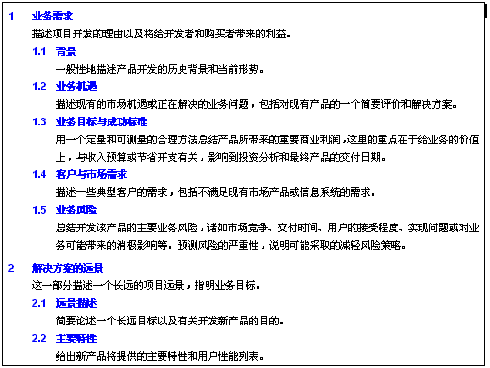 1 业务需求
描述项目开发的理由以及将给开发者和购买者带来的利益。
1.1 背景
一般性地描述产品开发的历史背景和当前形势。
1.2 业务机遇
描述现有的市场机遇或正在解决的业务问题，包括对现有产品的一个简要评价和解决方案。
1.3 业务目标与成功标准
用一个定量和可测量的合理方法总结产品所带来的重要商业利润，这里的重点在于给业务的价值
上，与收入预算或节省开支有关，影响到投资分析和最终产品的交付日期。
1.4 客户与市场需求
描述一些典型客户的需求，包括不满足现有市场产品或信息系统的需求。
1.5 业务风险
总结开发该产品的主要业务风险，诸如市场竞争、交付时间、用户的接受程度、实现问题或对业
务可能带来的消极影响等。预测风险的严重性，说明可能采取的减轻风险策略。
2 解决方案的远景
这一部分描述一个长远的项目远景，指明业务目标。
2.1 远景描述
简要论述一个长远目标以及有关开发新产品的目的。
2.2 主要特性
给出新产品将提供的主要特性和用户性能列表。